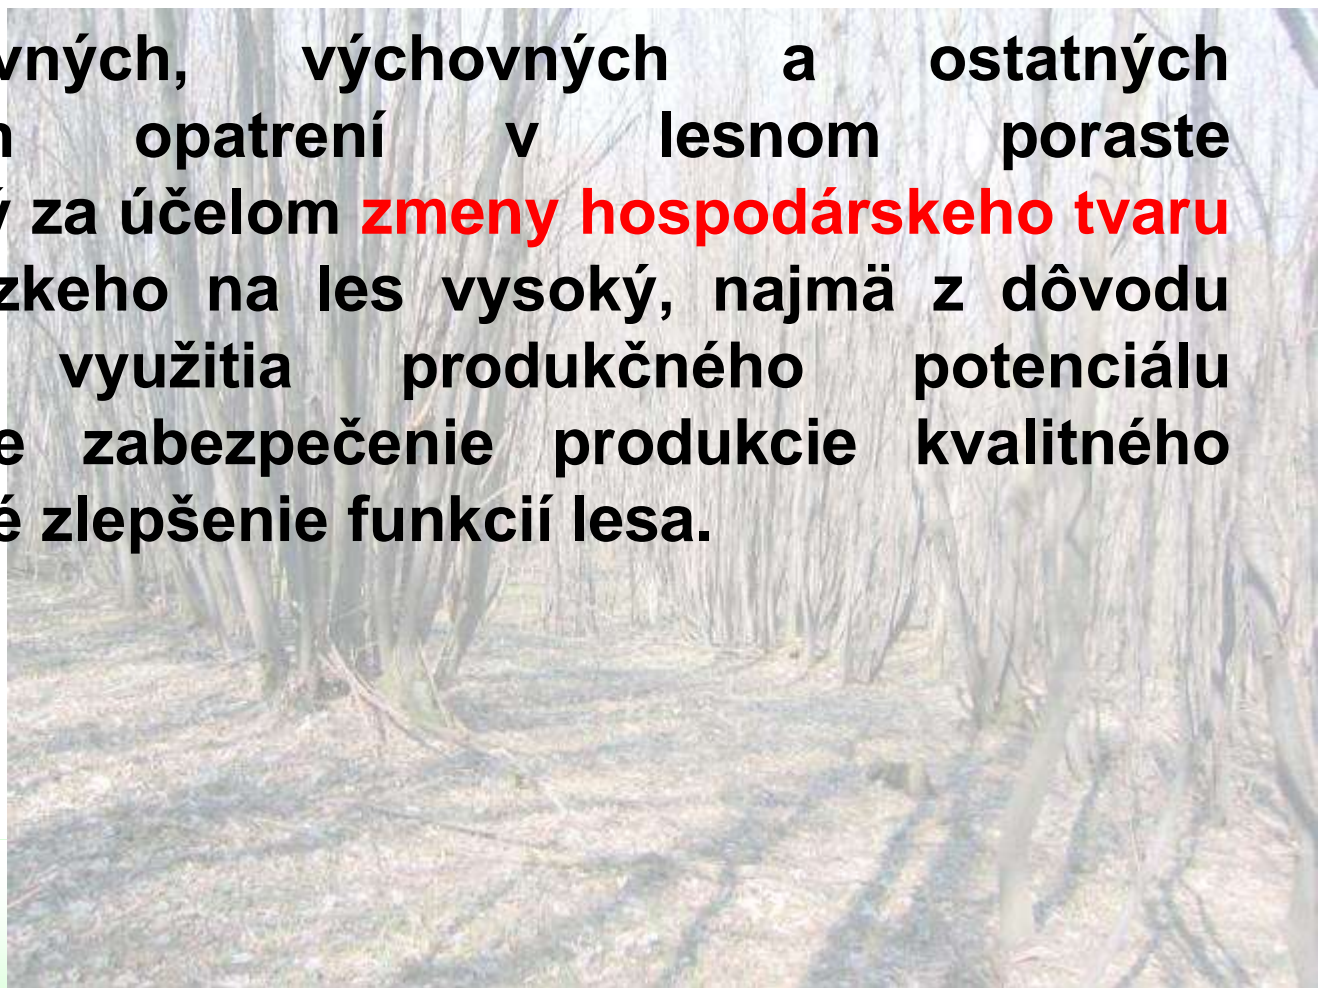 vných, výchovných a ostatných
opatrení v lesnom poraste
za účelom zmeny hospodárskeho tvaru
zkeho na les vysoký, najmä z dôvodu
využitia produkčného potenciálu
e zabezpečenie produkcie kvalitného
é zlepšenie funkcií lesa.